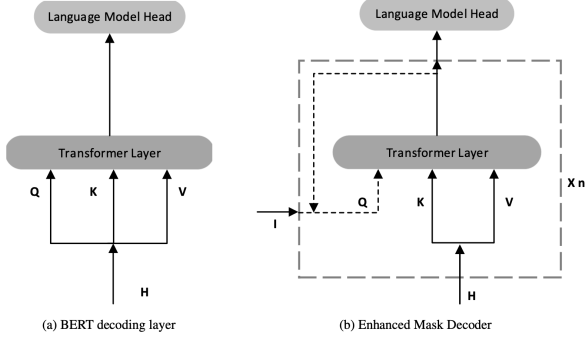 Language Model Head
Transformer Layer
Q
K
V
H
(a) BERT decoding layer
Language Model Head
Transformer Layer
X n
Q
K
V
I
H
(b) Enhanced Mask Decoder